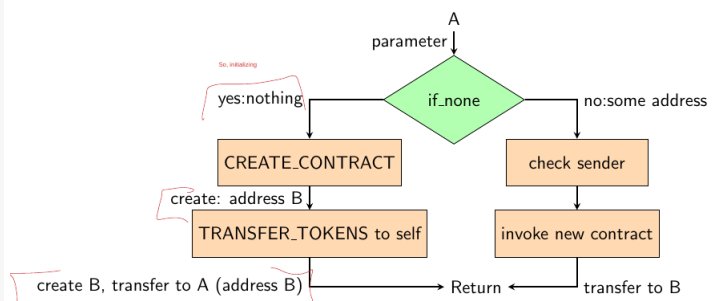 A
parameter
So, initializing
yes:nothing
if_none
no:some address
CREATE_CONTRACT
check sender
create: address B
TRANSFER_TOKENS to self
invoke new contract
create B, transfer to A (address B)
Return
transfer to B